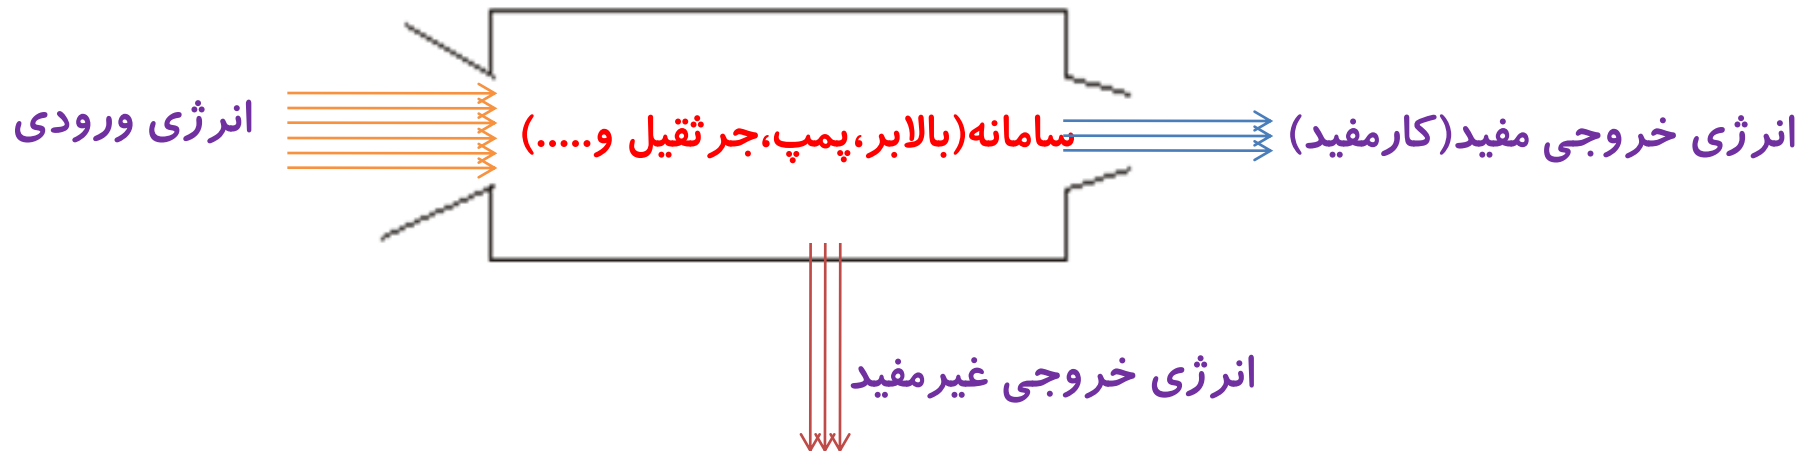 انرژی ورودی
سامانه(بالابر،پمپ،جرثقیل و.....)
انرژی خروجی مفید(کارمفید)
انرژی خروجی غیرمفید